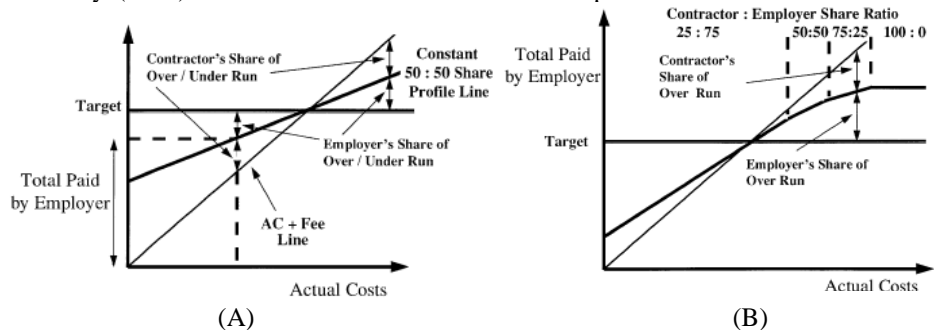 Contractor’s Share of
Over / Under Run
Constant
50 : 50 Share
Profile Line
Target
Employer’s Share of
Over / Under Run
Total Paid
by Employer
AC + Fee
Line
Actual Costs
(A)
Contractor : Employer Share Ratio
25 : 75 50:50 75:25 100 : 0
Total Paid
by Employer
Contractor’s
Share of
Over Run
Target
Employer’s Share of
Over Run
Actual Costs
(B)